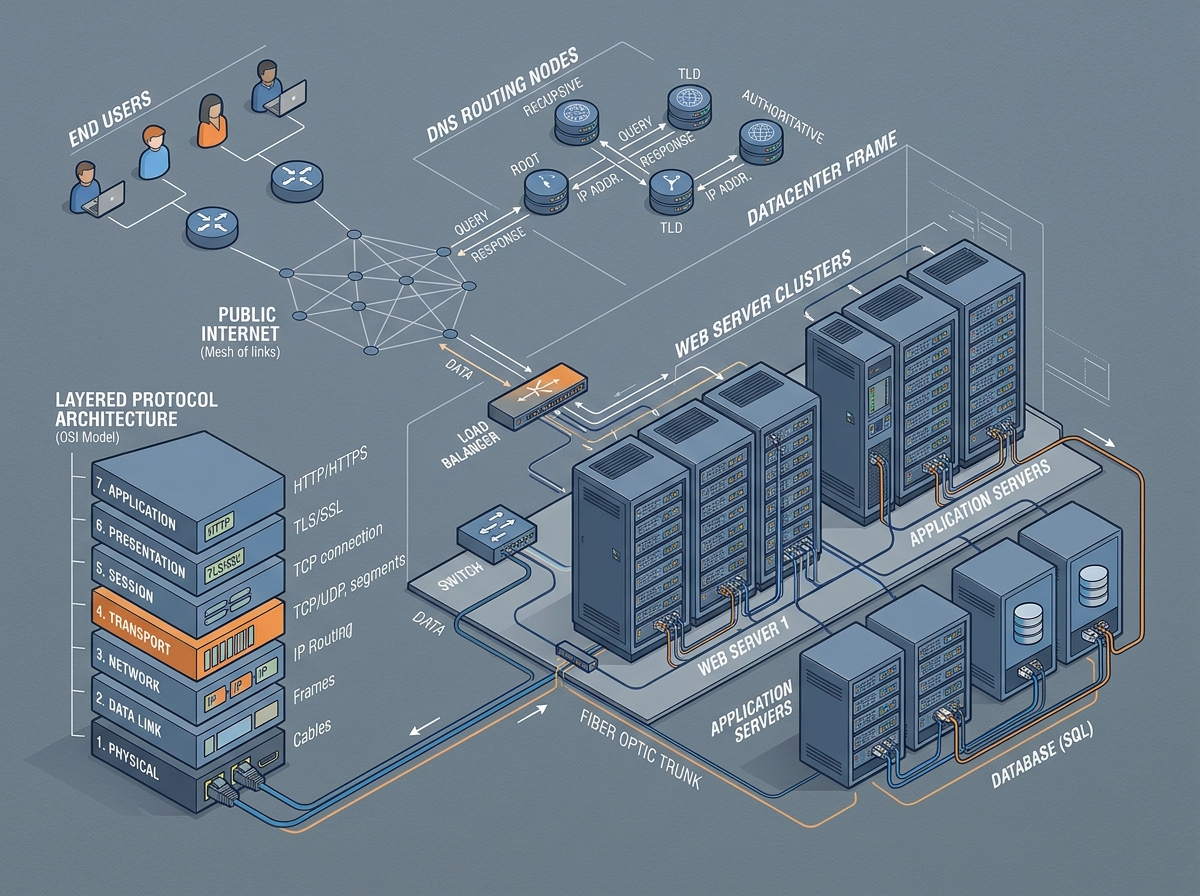 END USERS
DNS ROUTING NODES
RECUPSIVE
TLD
AUTHORITATIVE
ROOT
QUERY
RESPONSE
IP ADDR.
IP ADDR.
TLD
QUERY
RESPONSE
DATACENTER FRAME
PUBLIC
INTERNET
(Mesh of links)
DATA
WEB SERVER CLUSTERS
LOAD
BALANGER
LAYERED PROTOCOL
ARCHITECTURE
(OSI Model)
7. APPLICATION
HTTP
HTTP/HTTPS
6. PRESENTATION
TLS/SSL
5. SESSION
TCP connection
4. TRANSPORT
TCP/UDP, segments
3. NETWORK
IP
IP
IP
IP Routing
2. DATA LINK
Frames
1. PHYSICAL
Cables
SWITCH
DATA
WEB SERVER 1
APPLICATION SERVERS
FIBER OPTIC TRUNK
APPLICATION
SERVERS
DATABASE (SQL)